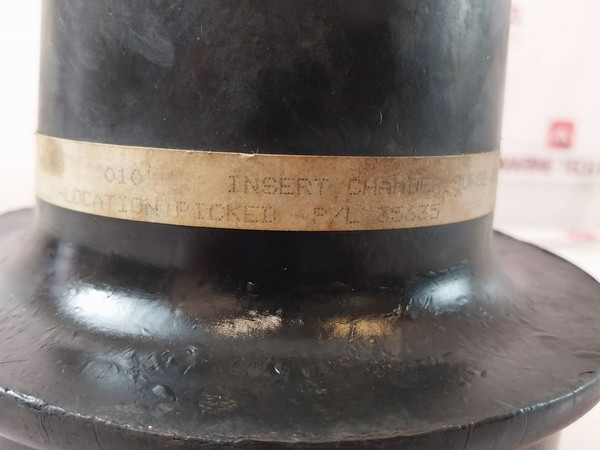 010 INSERT CHAMBER SURGE
-LOCATION PICKED P/L 35635